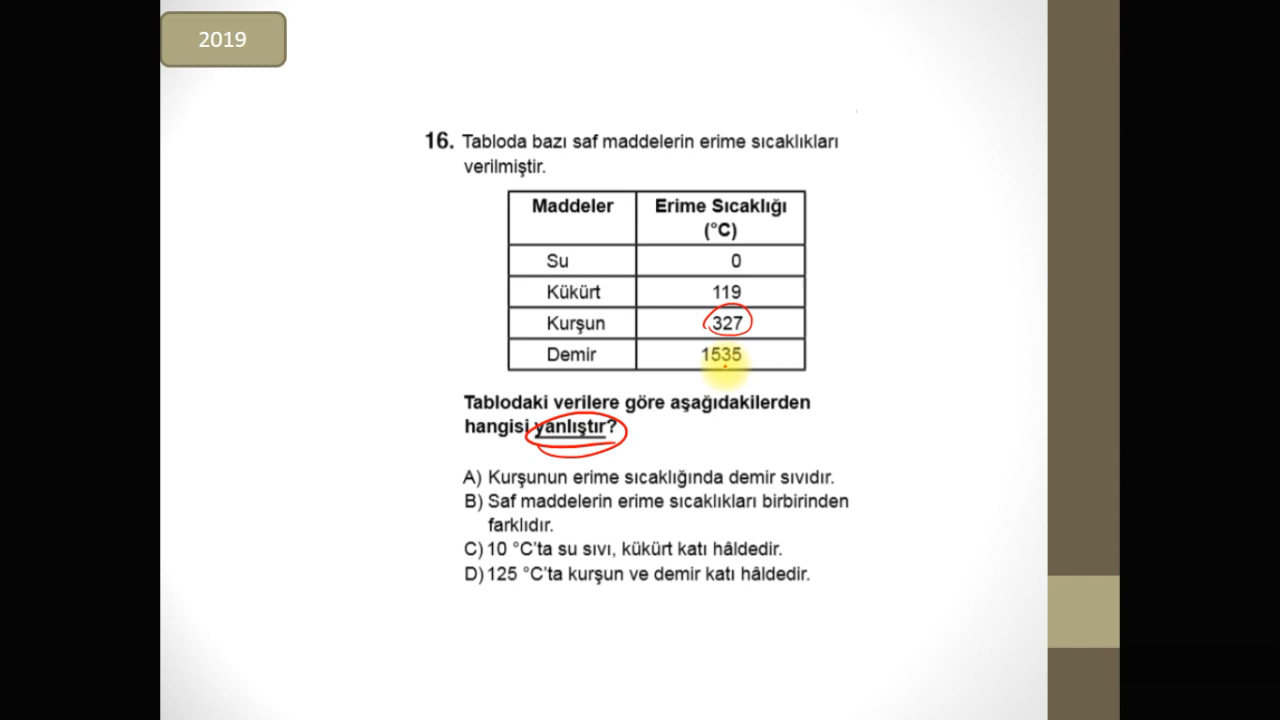 2019
16. Tabloda bazı saf maddelerin erime sıcaklıkları
verilmiştir.
Maddeler Erime Sıcaklığı
(°C)
Su 0
Kükürt 119
Kurşun 327
Demir 1535
Tablodaki verilere göre aşağıdakilerden
hangisi yanlıştır?
A) Kurşunun erime sıcaklığında demir sıvıdır.
B) Saf maddelerin erime sıcaklıkları birbirinden
farklıdır.
C) 10 °C'ta su sıvı, kükürt katı hâldedir.
D) 125 °C'ta kurşun ve demir katı hâldedir.